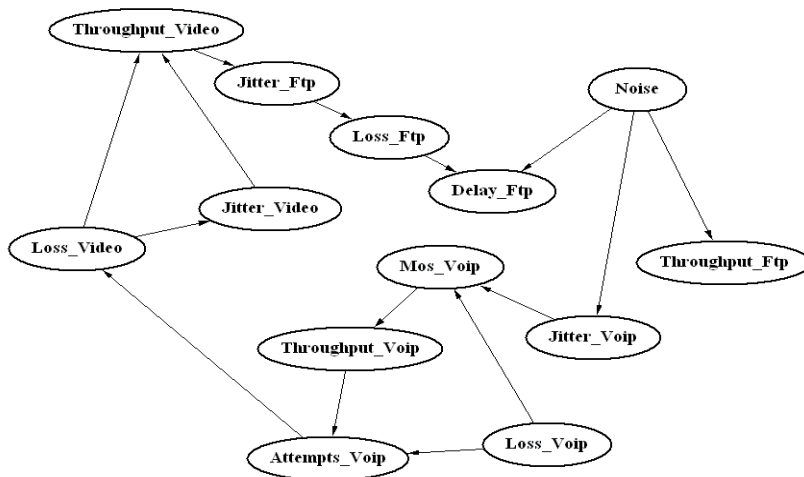 Throughput_Video
Jitter_Ftp
Noise
Loss_Ftp
Delay_Ftp
Jitter_Video
Loss_Video
Mos_Voip
Throughput_Ftp
Jitter_Voip
Throughput_Voip
Loss_Voip
Attempts_Voip